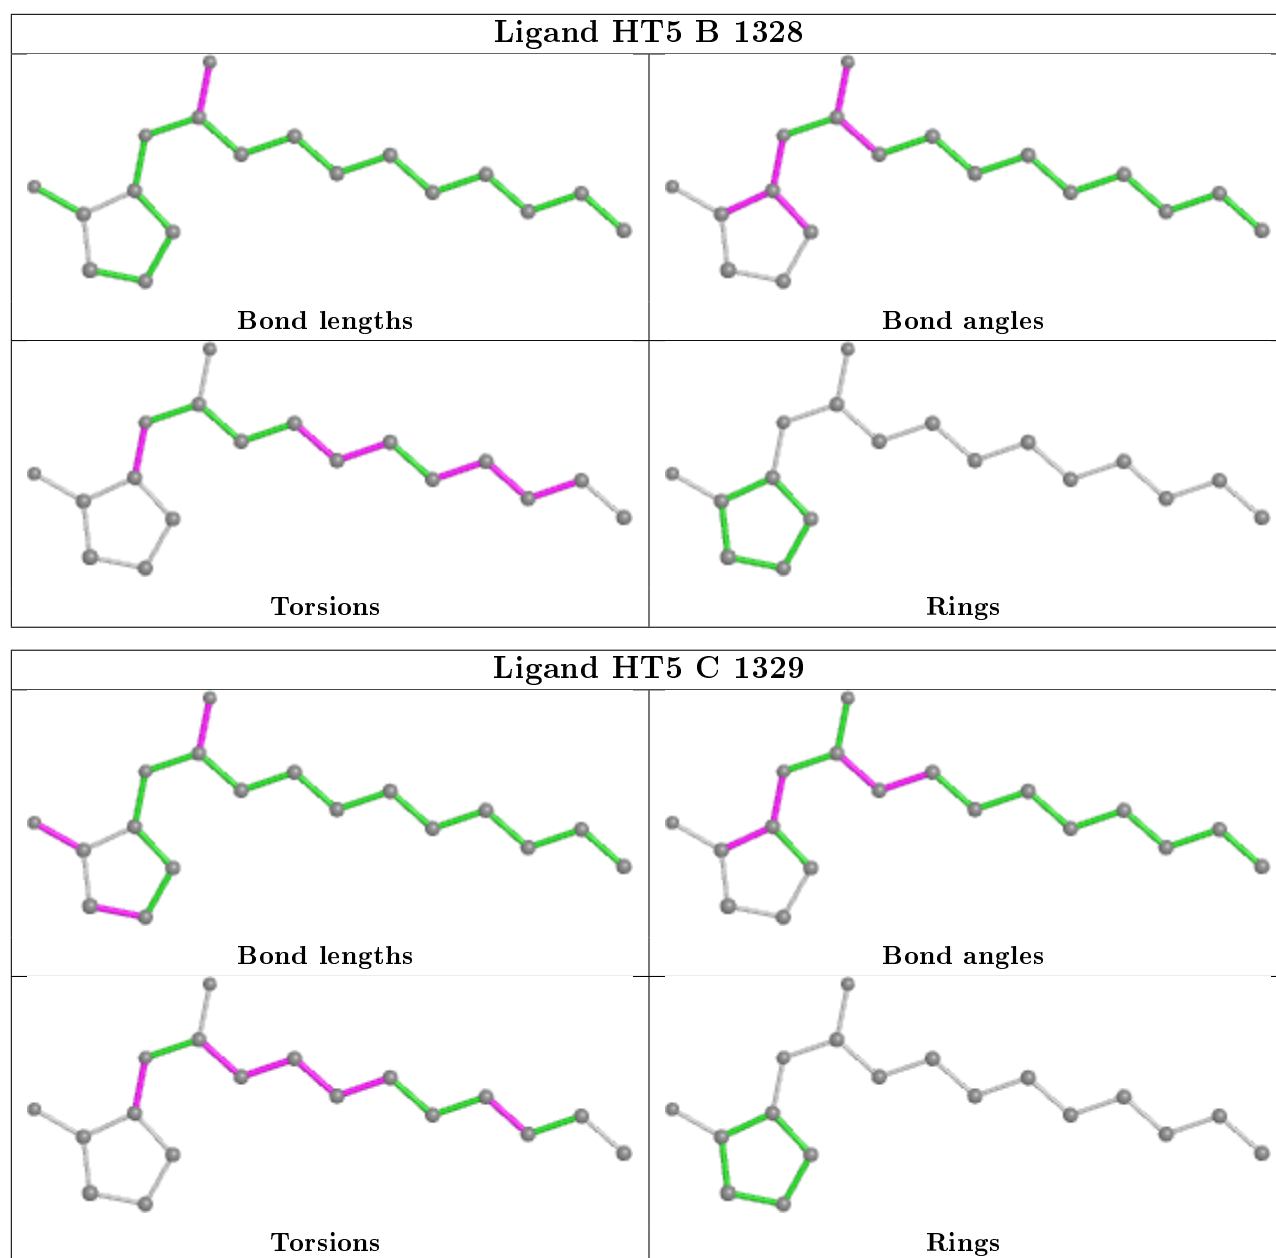 Ligand HT5 B 1328
Bond lengths
Bond angles
Torsions
Rings
Ligand HT5 C 1329
Bond lengths
Bond angles
Torsions
Rings